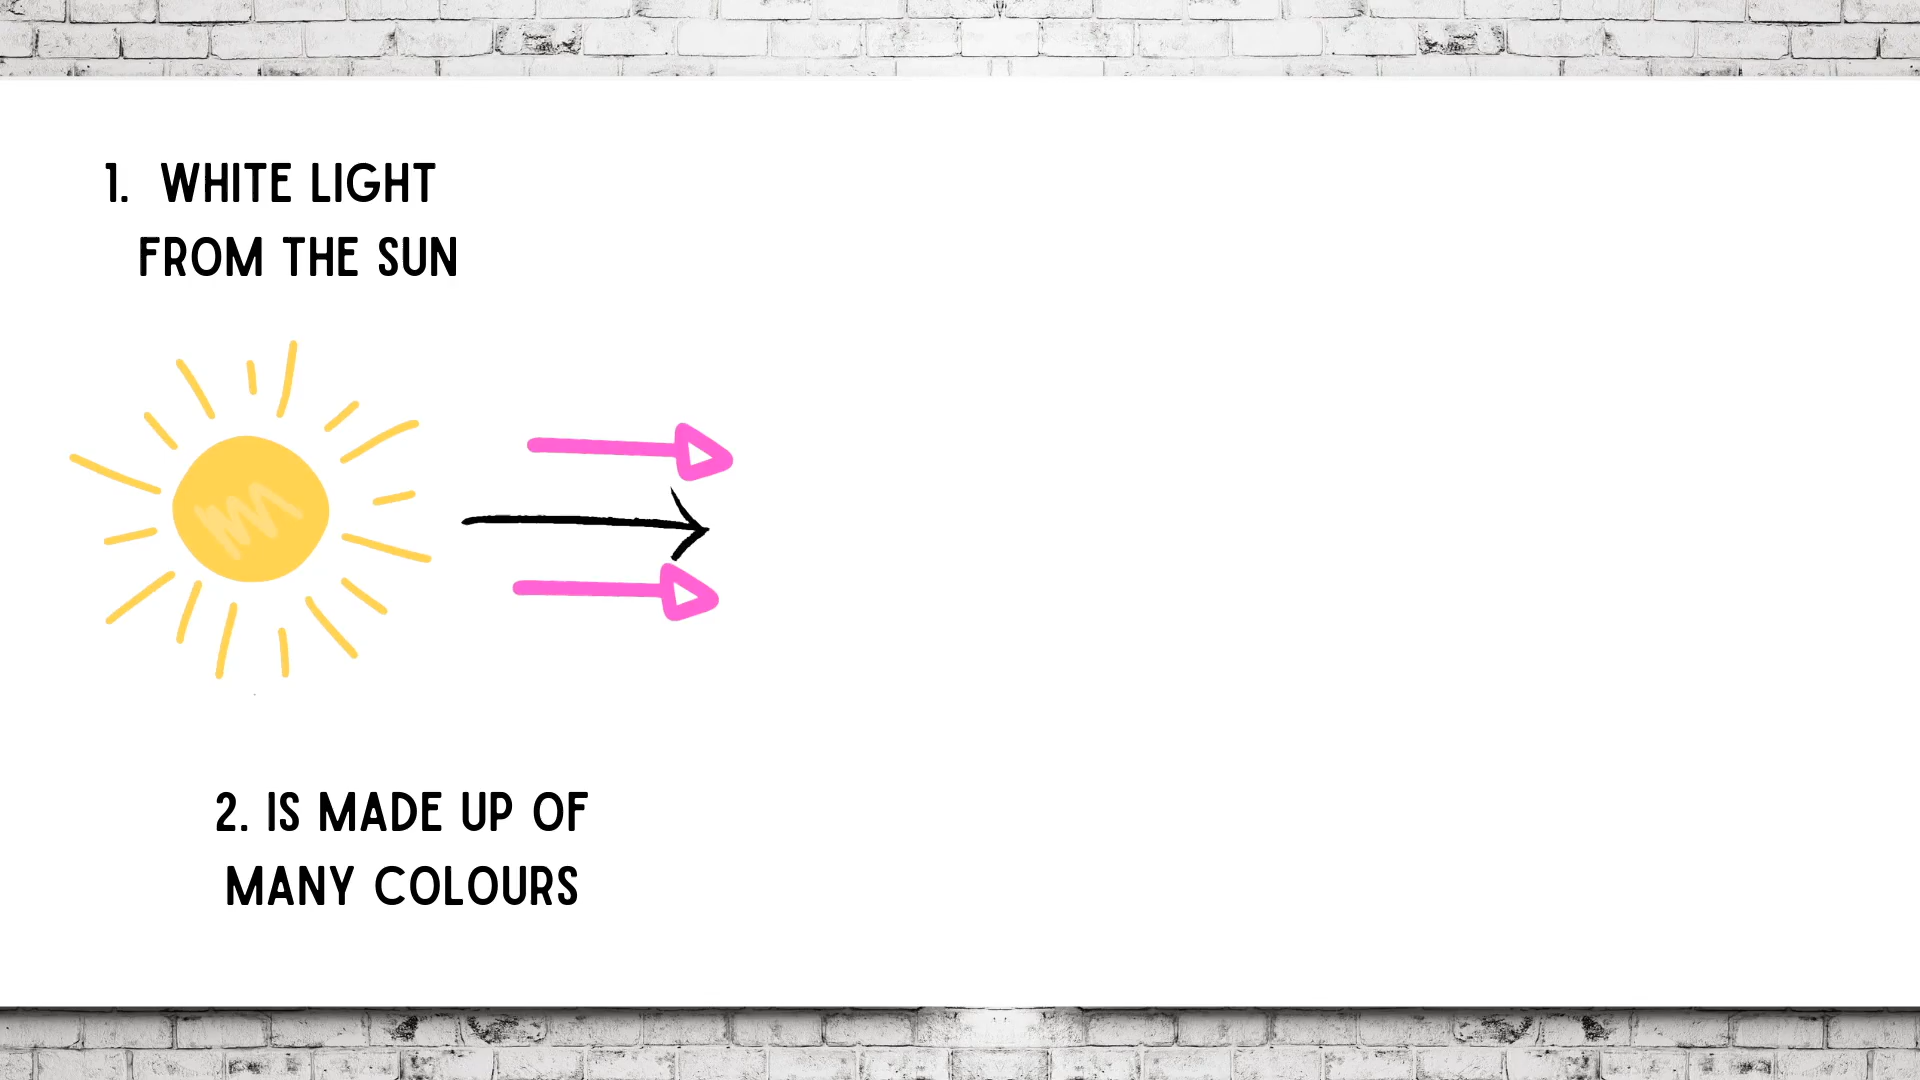 1. WHITE LIGHT
FROM THE SUN
2. IS MADE UP OF
MANY COLOURS